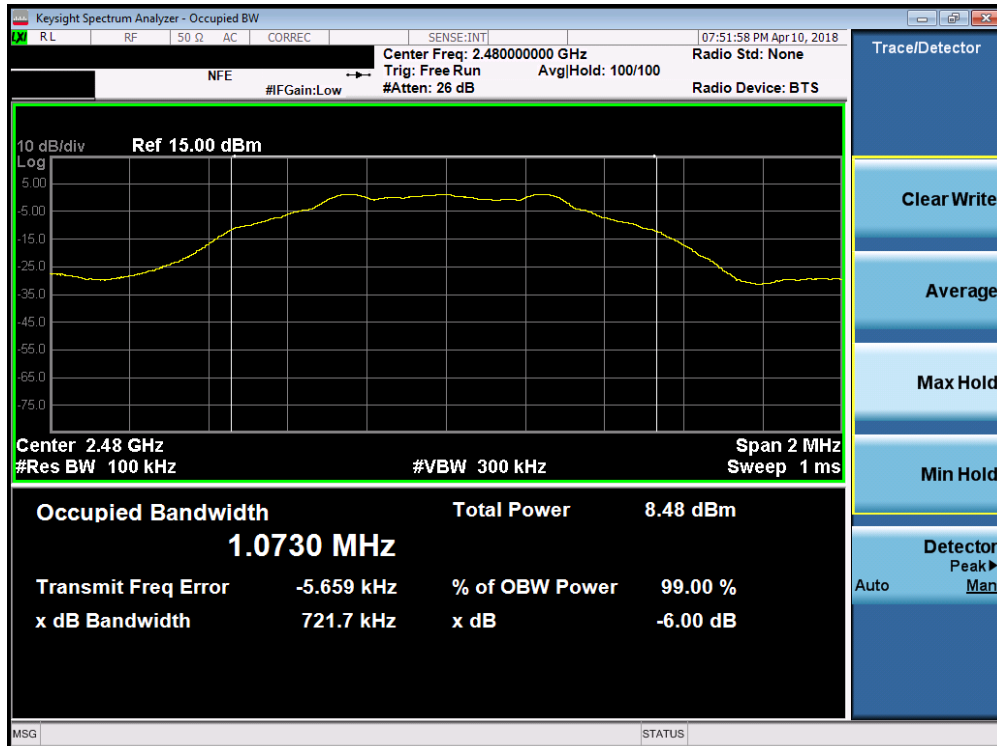 Keysight Spectrum Analyzer - Occupied BW
LXI RL RF 50 Ω AC CORREC SENSE:INT 07:51:58 PM Apr 10, 2018
Center Freq: 2.480000000 GHz Radio Std: None
NFE Trig: Free Run Avg|Hold: 100/100
#IFGain:Low #Atten: 26 dB Radio Device: BTS
10 dB/div Ref 15.00 dBm
Log
5.00
-5.00
-15.0
-25.0
-35.0
-45.0
-55.0
-65.0
-75.0
Center 2.48 GHz Span 2 MHz
#Res BW 100 kHz #VBW 300 kHz Sweep 1 ms
Occupied Bandwidth Total Power 8.48 dBm
1.0730 MHz
Transmit Freq Error -5.659 kHz % of OBW Power 99.00 %
x dB Bandwidth 721.7 kHz x dB -6.00 dB
MSG STATUS
Trace/Detector
Clear Write
Average
Max Hold
Min Hold
Detector
Peak▶
Auto Man